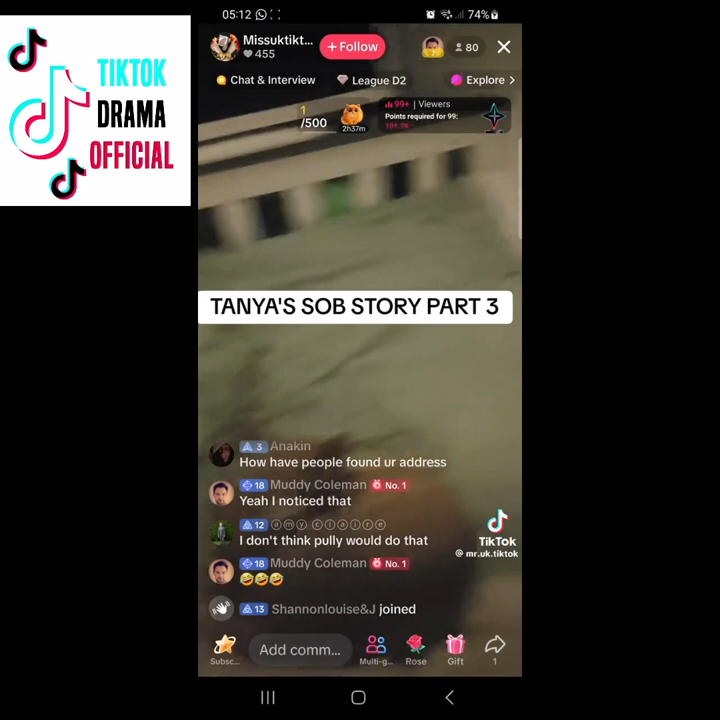 05:12
74%
TIKTOK
DRAMA
OFFICIAL
Missuktikt...
455
+ Follow
80
Chat & Interview
League D2
Explore >
1
/500
2h37m
99+ | Viewers
Points required for 99:
TANYA'S SOB STORY PART 3
3 Anakin
How have people found ur address
18 Muddy Coleman No. 1
Yeah I noticed that
12 ⓐⓜⓨ ⓒⓛⓐⓘⓡⓔ
I don't think pully would do that
18 Muddy Coleman No. 1
🤣🤣🤣
13 Shannonlouise&J joined
TikTok
@ mr.uk.tiktok
Subsc...
Add comm...
Multi-g...
Rose
Gift
1